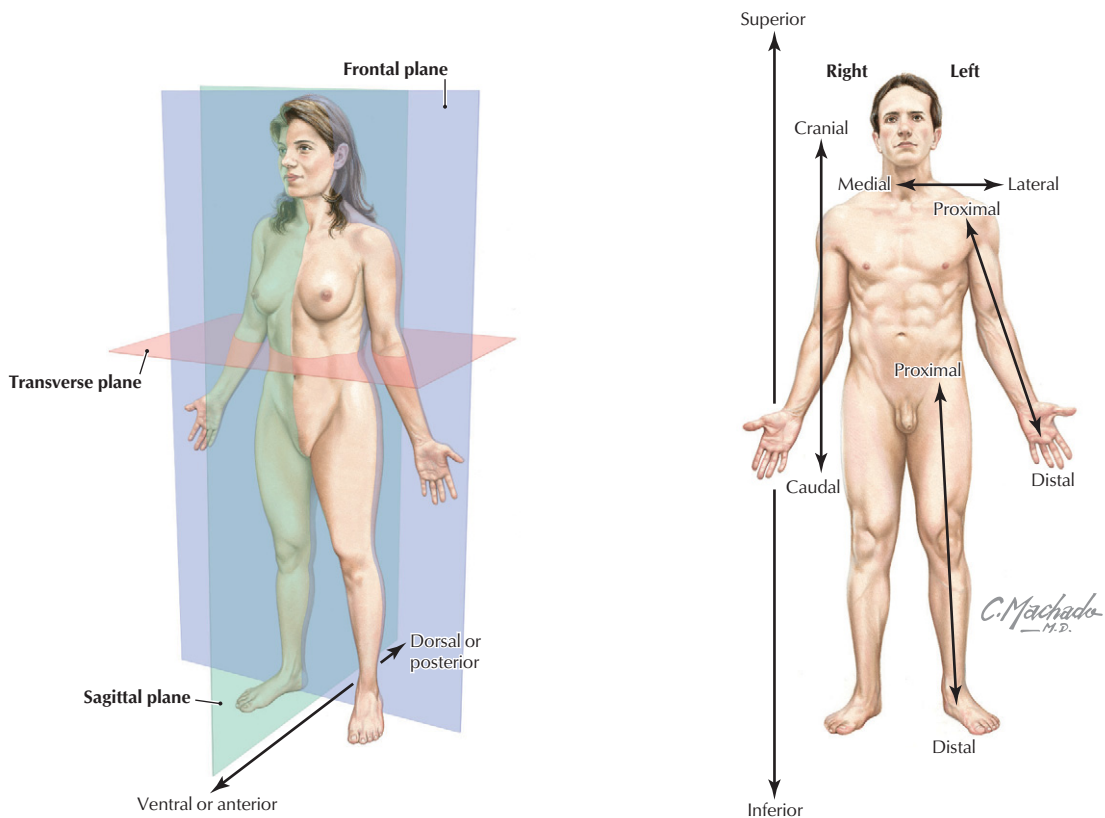 Frontal plane
Transverse plane
Sagittal plane
Dorsal or
posterior
Ventral or anterior
Superior
Right
Left
Cranial
Medial
Lateral
Proximal
Proximal
Caudal
Distal
C.Machado
M.D.
Distal
Inferior